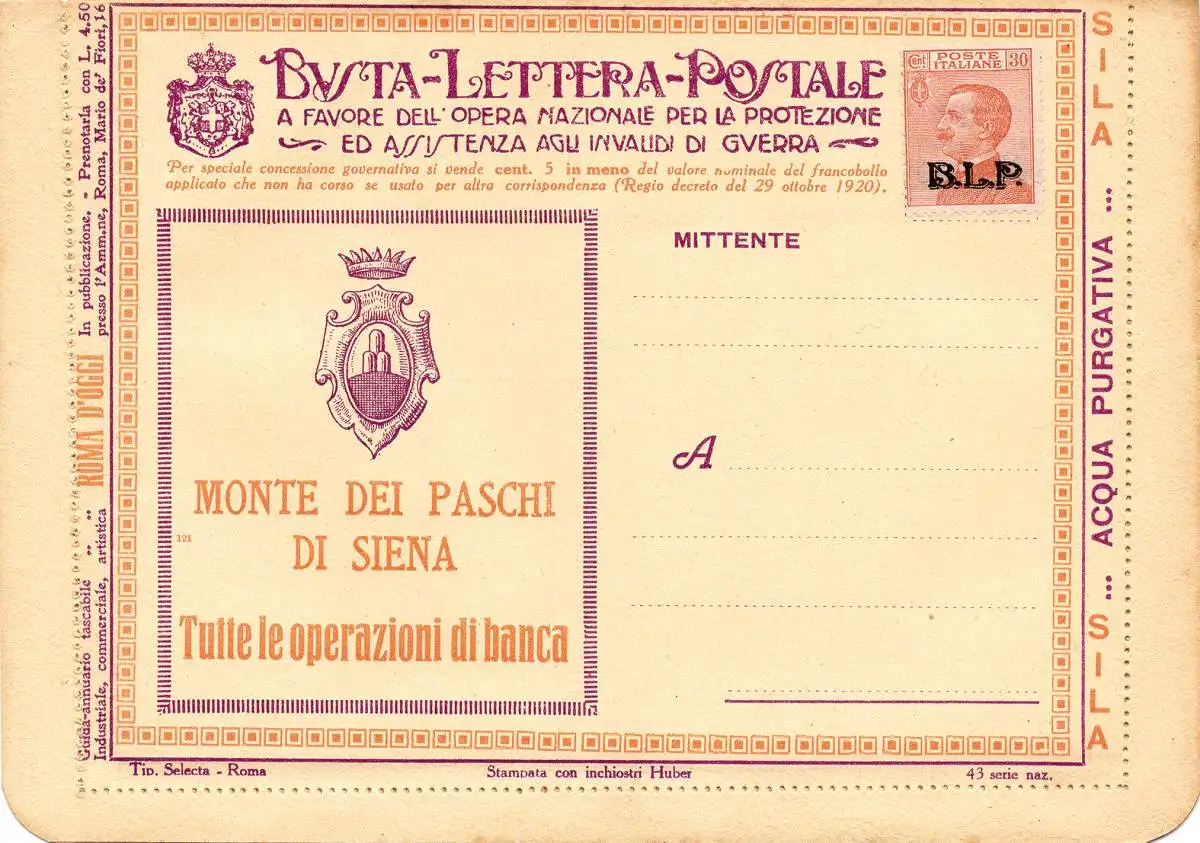 BVSTA-LETTERA-POSTALE
A FAVORE DELL'OPERA NAZIONALE PER LA PROTEZIONE
ED ASSISTENZA AGLI INVALIDI DI GVERRA
Per speciale concessione governativa si vende cent. 5 in meno del valore nominale del francobollo
applicato che non ha corso se usato per altra corrispondenza (Regio decreto del 29 ottobre 1920).
Cent POSTE ITALIANE 30
B.L.P.
MITTENTE
A
MONTE DEI PASCHI
DI SIENA
121
Tutte le operazioni di banca
Guida-annuario tascabile „ „ ROMA D'OGGI In pubblicazione. - Prenotaria con L. 4.50
Industriale, commerciale, artistica presso l'Amm.ne, Roma, Mario de' Fiori, 16
SILA ... ACQUA PURGATIVA ... SILA
Tip. Selecta - Roma
Stampata con inchiostri Huber
43 serie naz.